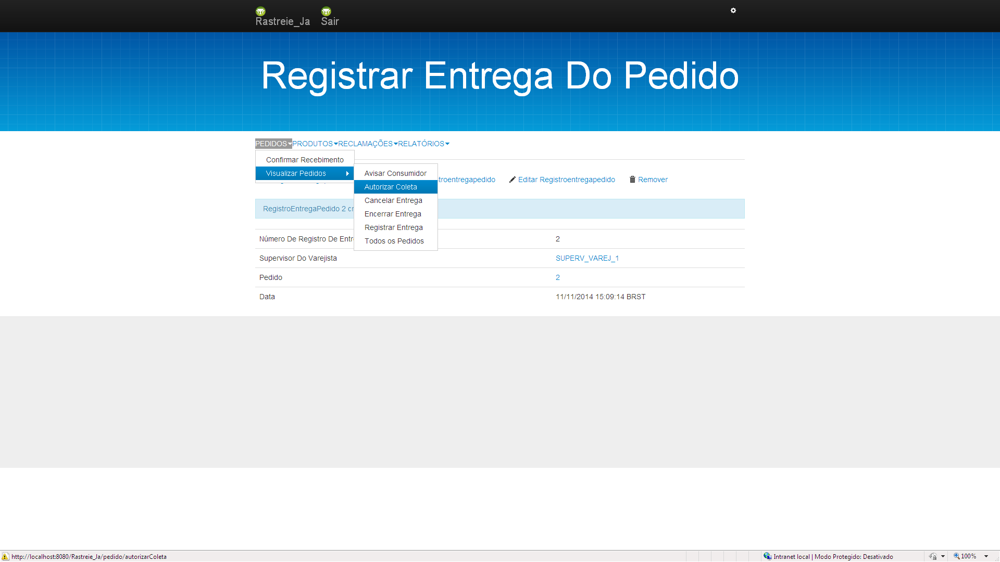 Rastreie_Ja Sair
Registrar Entrega Do Pedido
PEDIDOS PRODUTOS RECLAMAÇÕES RELATÓRIOS
Confirmar Recebimento
Visualizar Pedidos
Avisar Consumidor
Autorizar Coleta
Cancelar Entrega
Encerrar Entrega
Registrar Entrega
Todos os Pedidos
Editar Registroentregapedido Remover
RegistroEntregaPedido 2
Número De Registro De 2
Supervisor Do Varejista SUPERV_VAREJ_1
Pedido 2
Data 11/11/2014 15:09:14 BRST
http://localhost:8080/Rastreie_Ja/pedido/autorizarColeta Intranet local | Modo Protegido: Desativado 100%